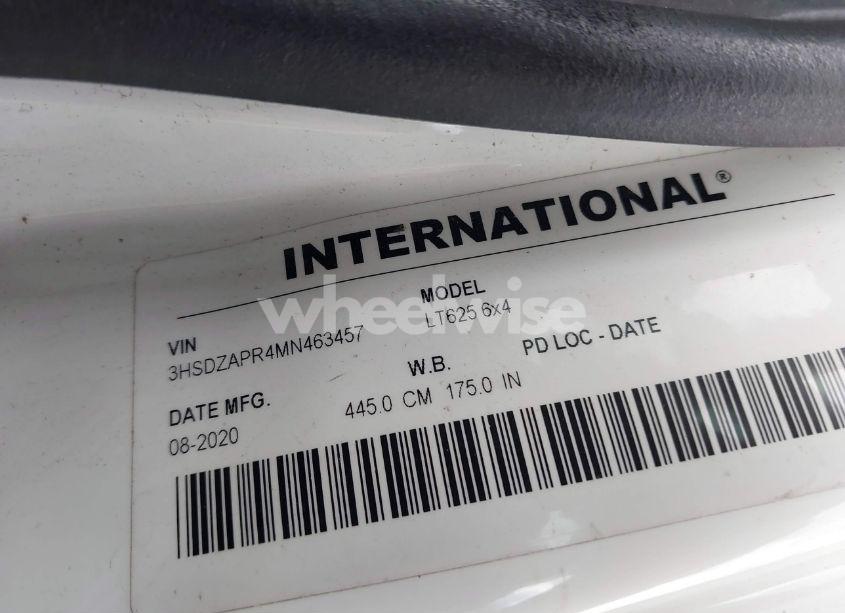 INTERNATIONAL®
MODEL
LT625 6x4
VIN
3HSDZAPR4MN463457
PD LOC - DATE
W.B.
445.0 CM 175.0 IN
DATE MFG.
08-2020
wheelwise